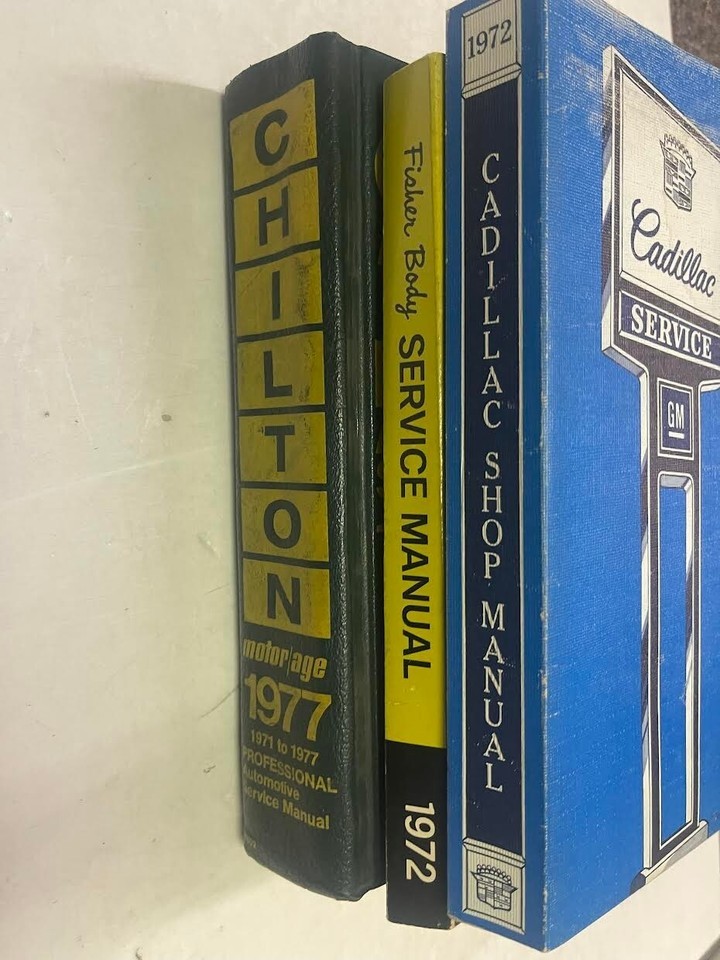 CHILTON
motor/age
1977
1971 to 1977
PROFESSIONAL
Automotive
Service Manual
Fisher Body SERVICE MANUAL
1972
1972
CADILLAC SHOP MANUAL
Cadillac
SERVICE
GM